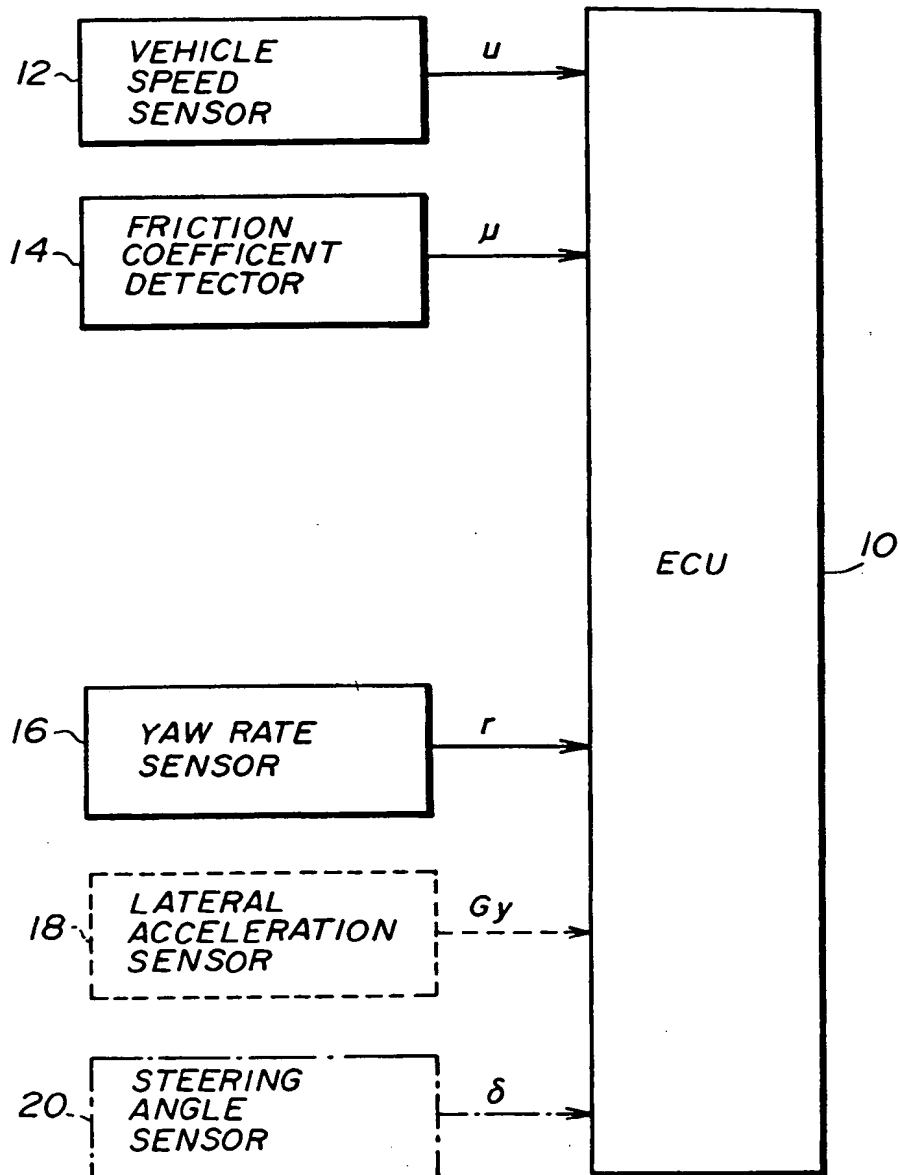 12
VEHICLE
SPEED
SENSOR
u
14
FRICTION
COEFFICENT
DETECTOR
μ
ECU
10
16
YAW RATE
SENSOR
r
18
LATERAL
ACCELERATION
SENSOR
Gy
20
STEERING
ANGLE
SENSOR
δ